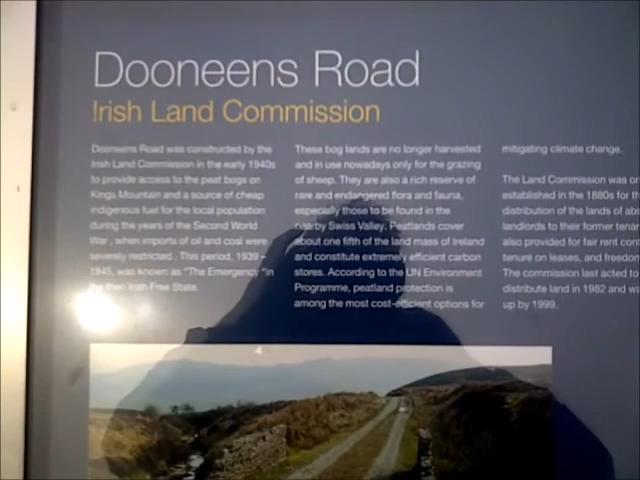 Dooneens Road
Irish Land Commission
Dooneens Road was constructed by the
Irish Land Commission in the early 1940s
to provide access to the peat bogs on
Kings Mountain and a source of cheap
indigenous fuel for the local population
during the years of the Second World
War , when imports of oil and coal were
severely restricted . This period, 1939 –
1945, was known as "The Emergency "in
the then Irish Free State.
These bog lands are no longer harvested
and in use nowadays only for the grazing
of sheep. They are also a rich reserve of
rare and endangered flora and fauna,
especially those to be found in the
nearby Swiss Valley. Peatlands cover
about one fifth of the land mass of Ireland
and constitute extremely efficient carbon
stores. According to the UN Environment
Programme, peatland protection is
among the most cost-efficient options for
mitigating climate change.
The Land Commission was or
established in the 1880s for th
distribution of the lands of ab
landlords to their former tenar
also provided for fair rent com
tenure on leases, and freedom
The commission last acted to
distribute land in 1982 and w
up by 1999.